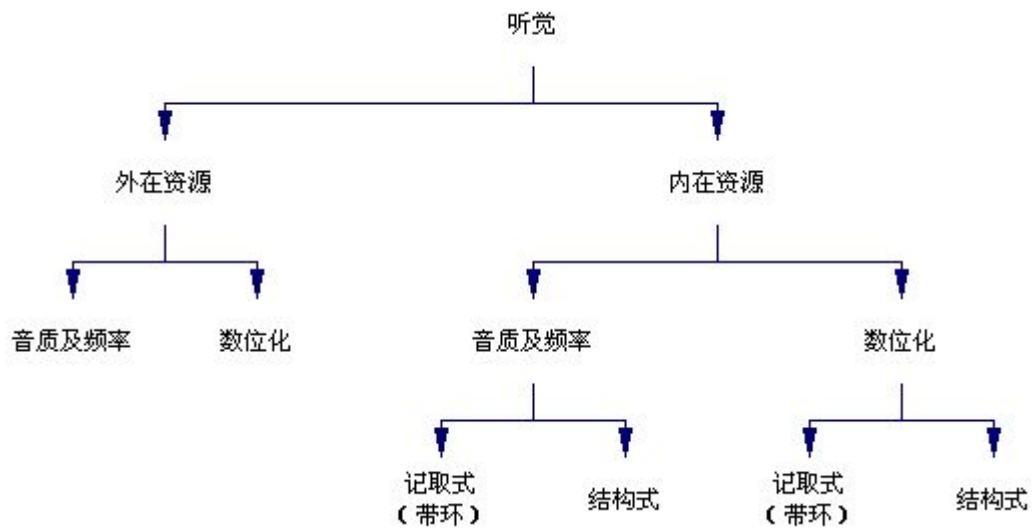 听觉
外在资源
内在资源
音质及频率
数位化
音质及频率
数位化
记取式
（带环）
结构式
记取式
（带环）
结构式